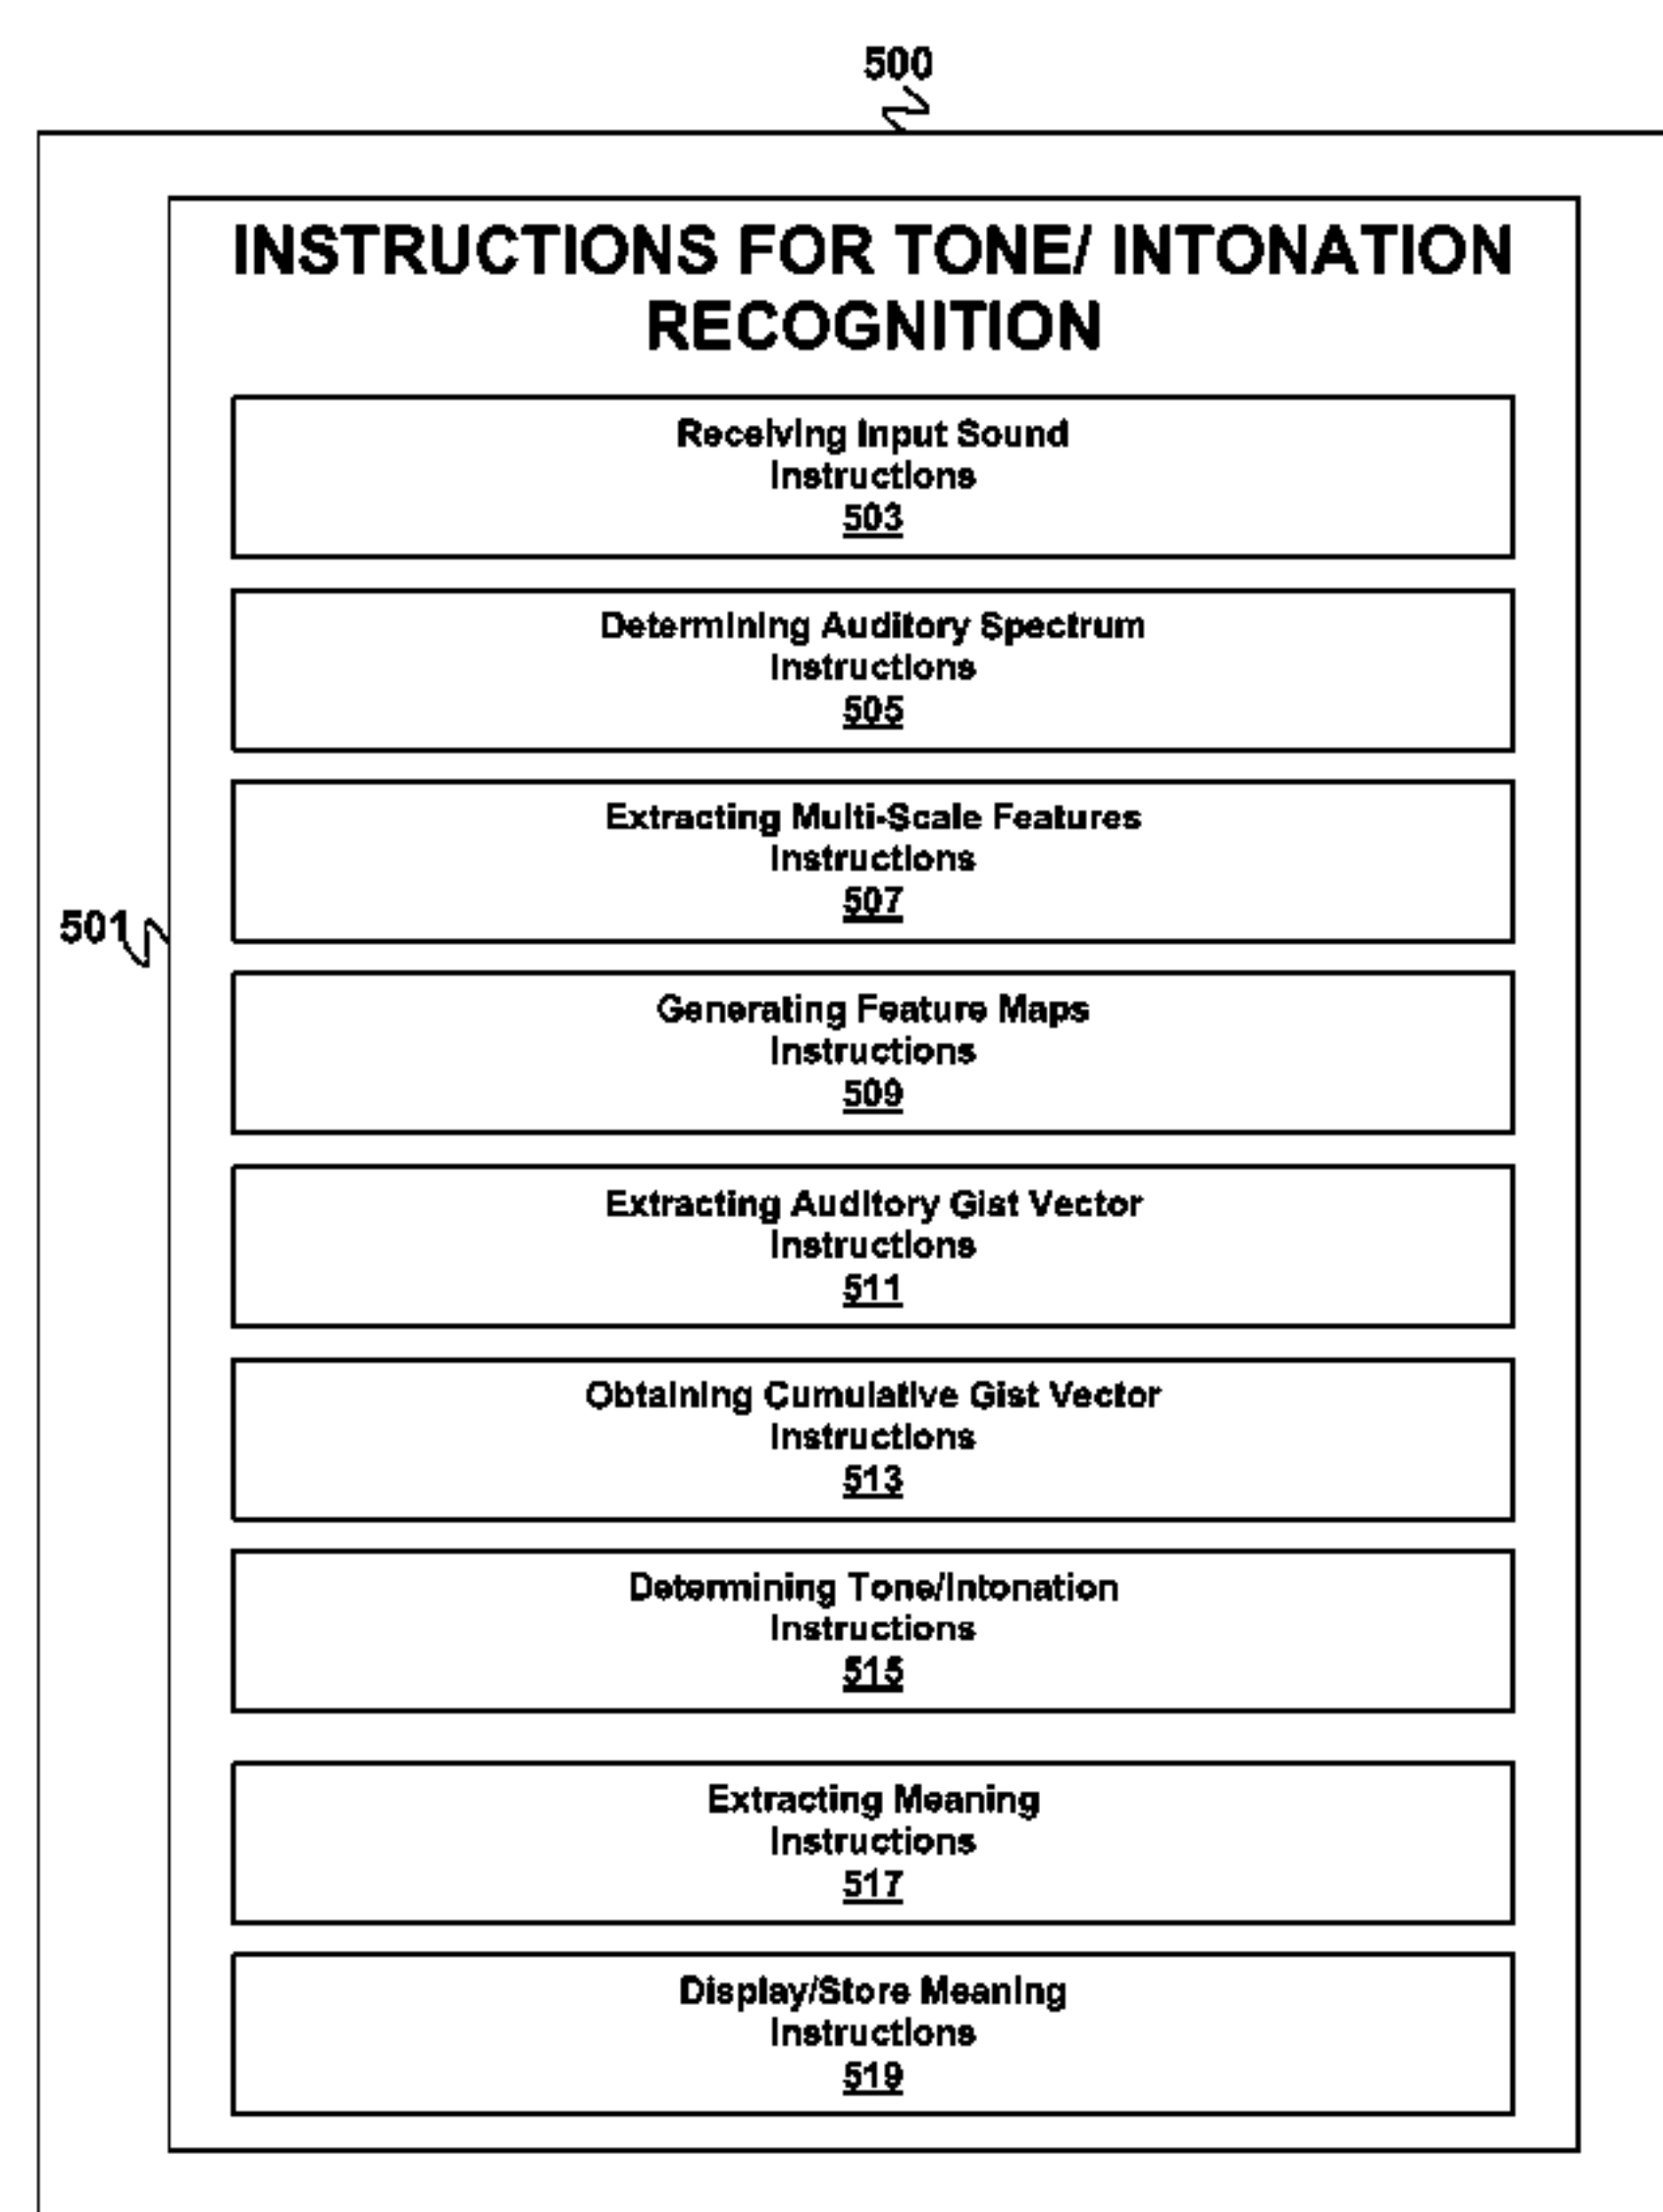 500
INSTRUCTIONS FOR TONE/ INTONATION
RECOGNITION
Receiving Input Sound
Instructions
503
Determining Auditory Spectrum
Instructions
505
Extracting Multi-Scale Features
Instructions
507
501
Generating Feature Maps
Instructions
509
Extracting Auditory Gist Vector
Instructions
511
Obtaining Cumulative Gist Vector
Instructions
513
Determining Tone/Intonation
Instructions
515
Extracting Meaning
Instructions
517
Display/Store Meaning
Instructions
519